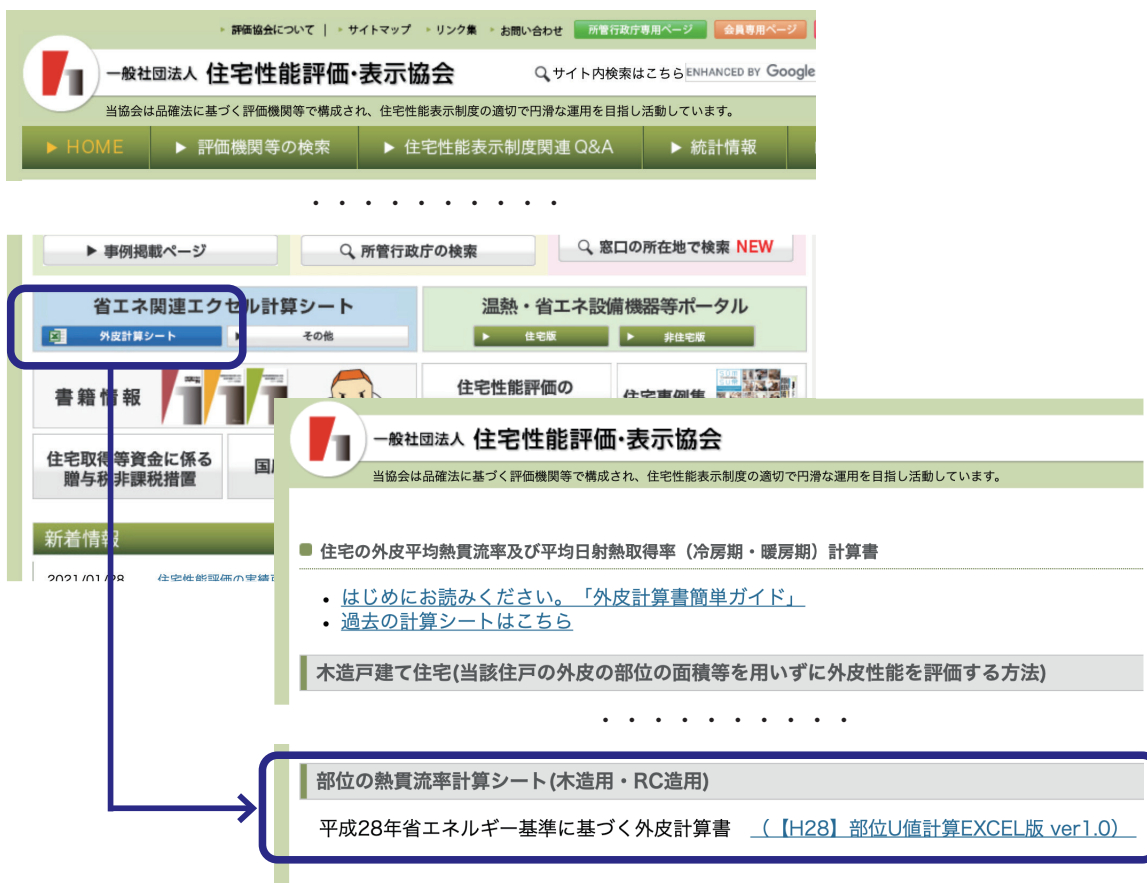 評価協会について | サイトマップ リンク集 お問い合わせ 所管行政庁専用ページ 会員専用ページ
一般社団法人 住宅性能評価・表示協会 サイト内検索はこちら ENHANCED BY Google
当協会は品確法に基づく評価機関等で構成され、住宅性能表示制度の適切で円滑な運用を目指し活動しています。
▶ HOME ▶ 評価機関等の検索 ▶ 住宅性能表示制度関連 Q&A ▶ 統計情報
・・・・・・・・・・
▶ 事例掲載ページ 所管行政庁の検索 窓口の所在地で検索 NEW
省エネ関連エクセル計算シート 温熱・省エネ設備機器等ポータル
外皮計算シート ▶ その他 ▶ 住宅版 ▶ 非住宅版
書籍情報 住宅性能評価の 住宅事例集
住宅取得等資金に係る
贈与税非課税措置
新着情報
2021/01/28 住宅性能評価の実績
一般社団法人 住宅性能評価・表示協会
当協会は品確法に基づく評価機関等で構成され、住宅性能表示制度の適切で円滑な運用を目指し活動しています。
住宅の外皮平均熱貫流率及び平均日射熱取得率（冷房期・暖房期）計算書
• はじめにお読みください。「外皮計算書簡単ガイド」
• 過去の計算シートはこちら
木造戸建て住宅(当該住戸の外皮の部位の面積等を用いずに外皮性能を評価する方法)
・・・・・・・・・・
部位の熱貫流率計算シート(木造用・RC造用)
平成28年省エネルギー基準に基づく外皮計算書 （【H28】部位U値計算EXCEL版 ver1.0）